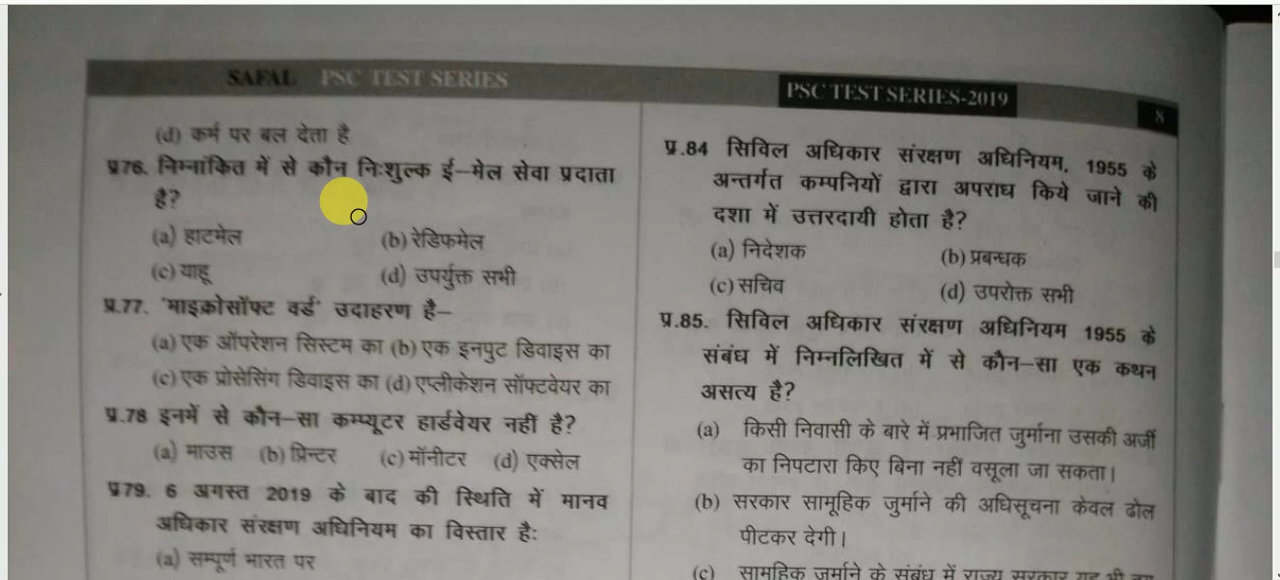 SAFAL PSC TEST SERIES
PSC TEST SERIES-2019
8
(d) कर्म पर बल देता है
प्र76. निम्नांकित में से कौन निःशुल्क ई-मेल सेवा प्रदाता
है?
(a) हाटमेल (b) रेडिफमेल
(c) याहू (d) उपर्युक्त सभी
प्र.77. 'माइक्रोसॉफ्ट वर्ड' उदाहरण है-
(a) एक ऑपरेशन सिस्टम का (b) एक इनपुट डिवाइस का
(c) एक प्रोसेसिंग डिवाइस का (d) एप्लीकेशन सॉफ्टवेयर का
प्र.78 इनमें से कौन-सा कम्प्यूटर हार्डवेयर नहीं है?
(a) माउस (b) प्रिन्टर (c) मॉनीटर (d) एक्सेल
प्र79. 6 अगस्त 2019 के बाद की स्थिति में मानव
अधिकार संरक्षण अधिनियम का विस्तार है:
(a) सम्पूर्ण भारत पर
प्र.84 सिविल अधिकार संरक्षण अधिनियम, 1955 के
अन्तर्गत कम्पनियों द्वारा अपराध किये जाने की
दशा में उत्तरदायी होता है?
(a) निदेशक (b) प्रबन्धक
(c) सचिव (d) उपरोक्त सभी
प्र.85. सिविल अधिकार संरक्षण अधिनियम 1955 के
संबंध में निम्नलिखित में से कौन-सा एक कथन
असत्य है?
(a) किसी निवासी के बारे में प्रभाजित जुर्माना उसकी अर्जी
का निपटारा किए बिना नहीं वसूला जा सकता।
(b) सरकार सामूहिक जुर्माने की अधिसूचना केवल ढोल
पीटकर देगी।
(c) सामूहिक जुर्माने के संबंध में राज्य सरकार यह भी